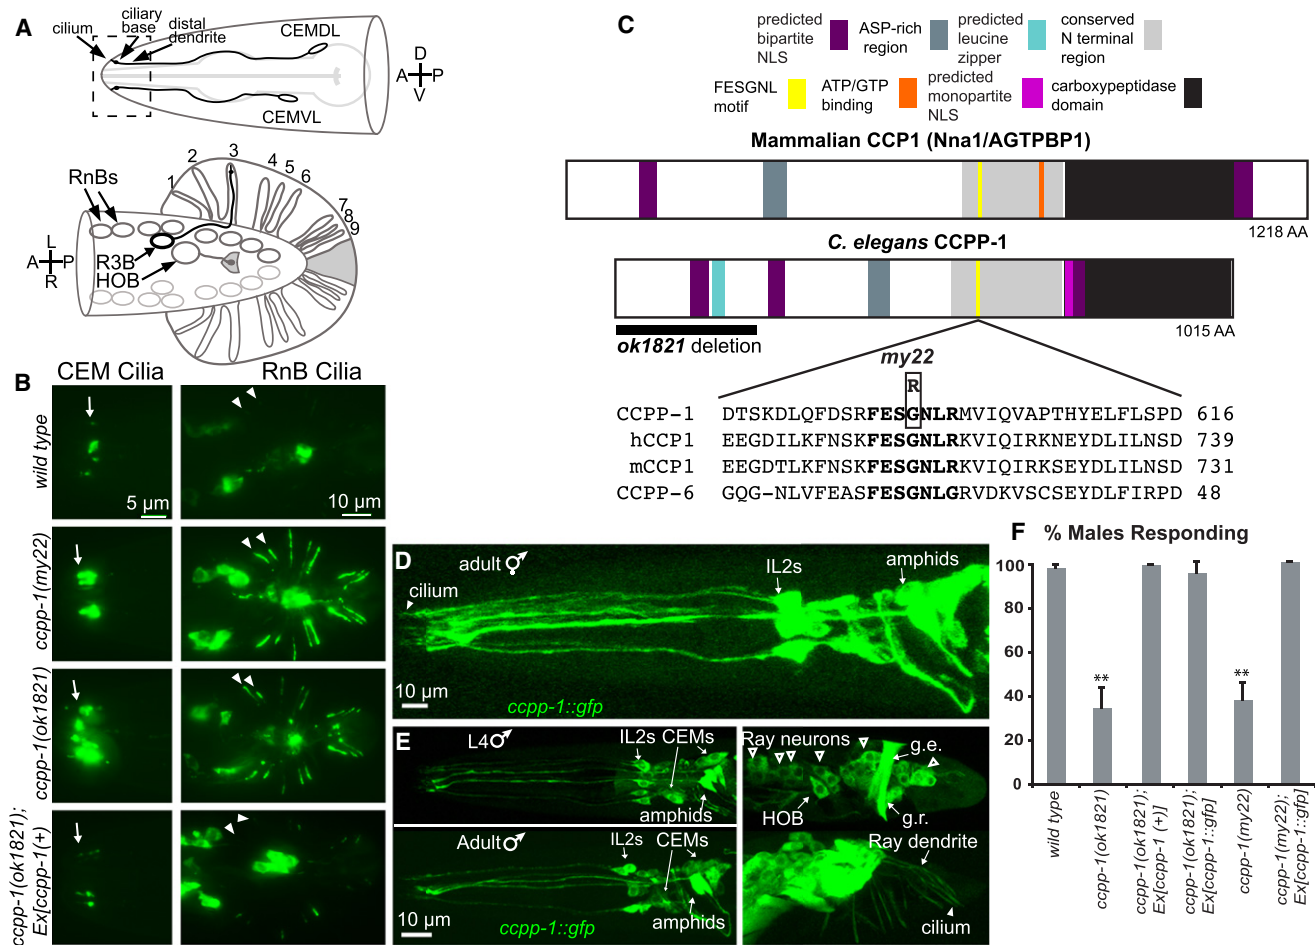 A
cilium
ciliary
base
distal
dendrite
CEMDL
CEMVL
D
A P
V
RnBs
1
2
3
4
5
6
7
8
9
L
A P
R
R3B
HOB
B
CEM Cilia
RnB Cilia
wild type
5 µm
10 µm
ccpp-1(my22)
ccpp-1(ok1821)
ccpp-1(ok1821);
Ex[ccpp-1(+)
C
predicted
bipartite
NLS
ASP-rich
region
predicted
leucine
zipper
conserved
N terminal
region
FESGNL
motif
ATP/GTP
binding
predicted
monopartite
NLS
carboxypeptidase
domain
Mammalian CCP1 (Nna1/AGTPBP1)
1218 AA
C. elegans CCPP-1
1015 AA
ok1821 deletion
my22
R
CCPP-1 DTSKDLQFDSRFESGNLRMVIQVAPTHYELFLSPD 616
hCCP1 EEGDILKFNSKFESGNLRKVIQIRKNEYDLILNSD 739
mCCP1 EEGDTLKFNSKFESGNLRKVIQIRKSEYDLILNSD 731
CCPP-6 GQG-NLVFEASFESGNLGRVDKVSCSEYDLFIRPD 48
D
adult ⚥
cilium
IL2s
amphids
10 µm
ccpp-1::gfp
E
L4♂
IL2s CEMs
amphids
Adult♂
IL2s
CEMs
amphids
10 µm
ccpp-1::gfp
Ray neurons
g.e.
HOB
g.r.
Ray dendrite
cilium
F
% Males Responding
100
80
60
40
20
0
**
**
wild type
ccpp-1(ok1821)
ccpp-1(ok1821);
Ex[ccpp-1 (+)]
ccpp-1(ok1821);
Ex[ccpp-1::gfp]
ccpp-1(my22)
ccpp-1(my22);
Ex[ccpp-1::gfp]